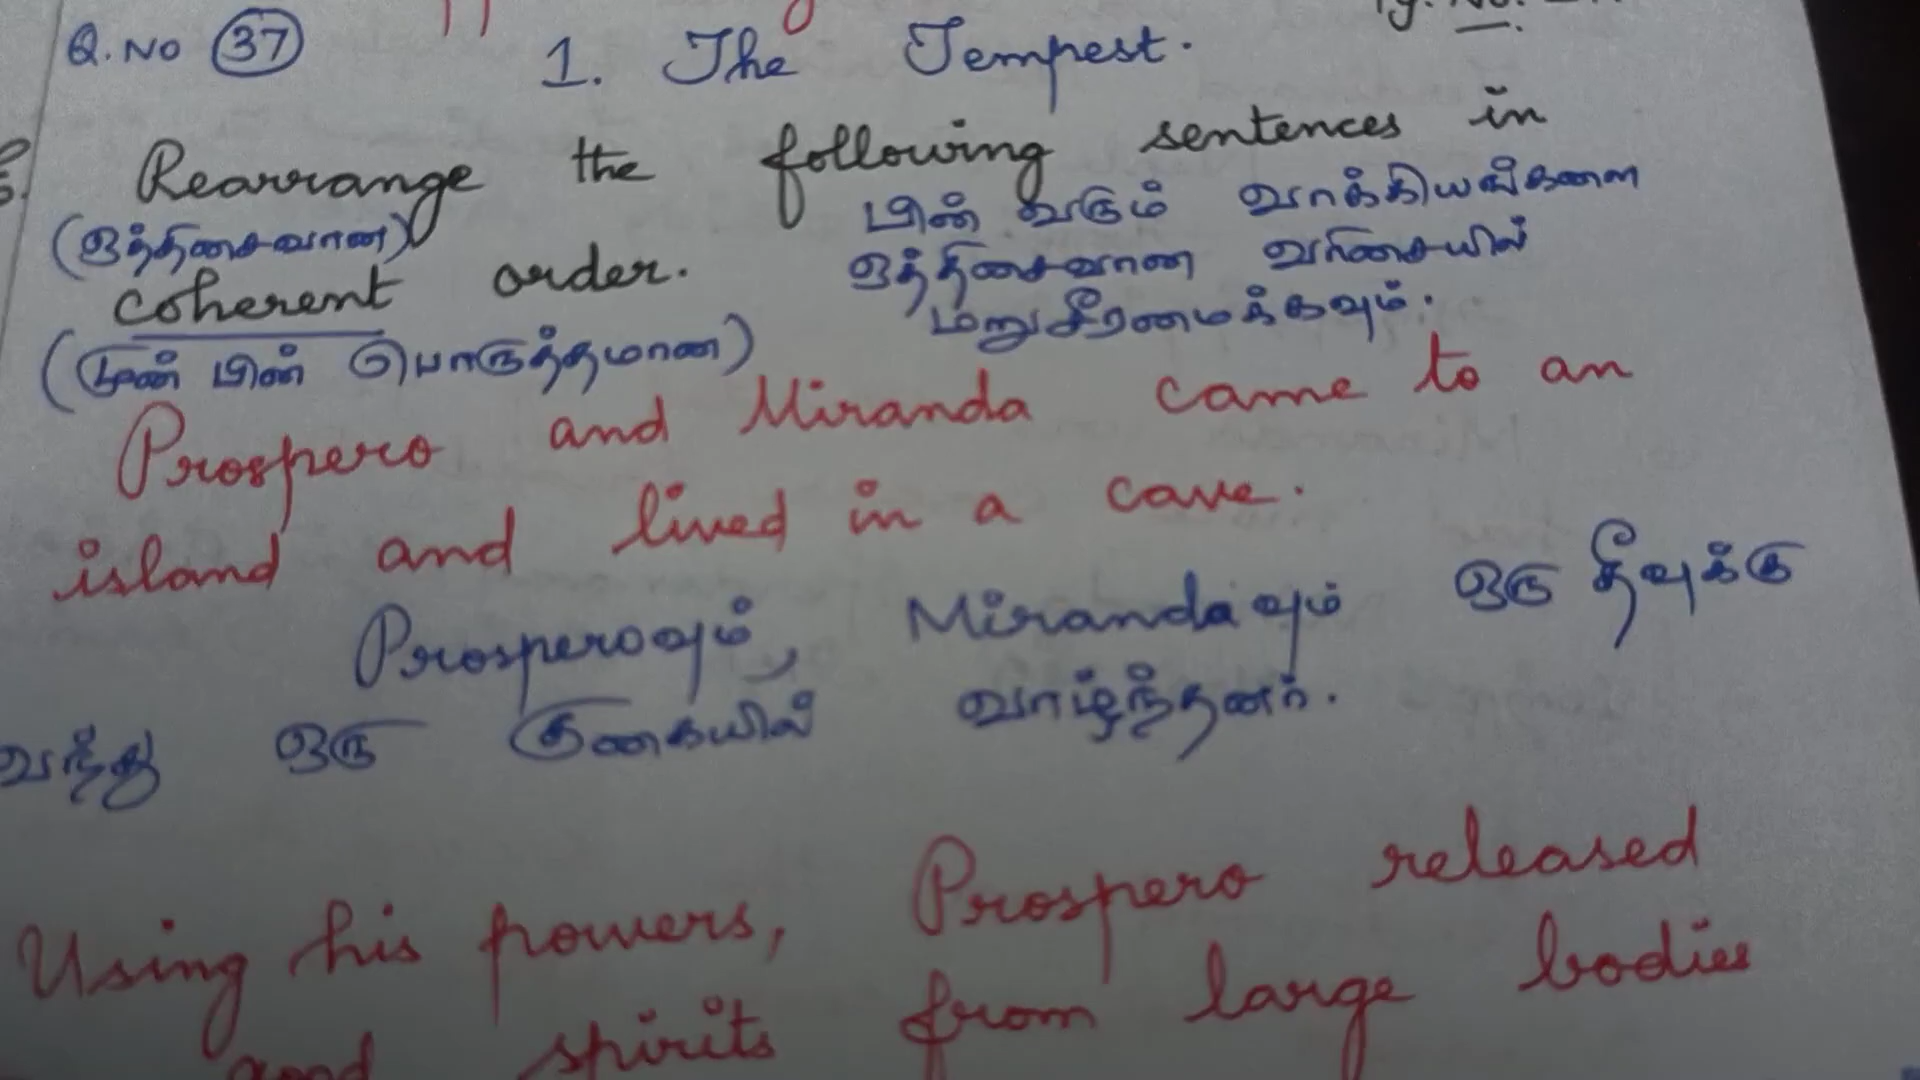 Q. No 37 1. The Tempest.
Rearrange the following sentences in
(ஒத்திசைவான) பின் வரும் வாக்கியங்களை
coherent order. ஒத்திசைவான வரிசையில்
(முன் பின் பொருத்தமான) மறுசீரமைக்கவும்.
Prospero and Miranda came to an
island and lived in a cave.
Prosperoவும், Mirandaவும் ஒரு தீவுக்கு
வந்து ஒரு குகையில் வாழ்ந்தனர்.
Using his powers, Prospero released
good spirits from large bodies